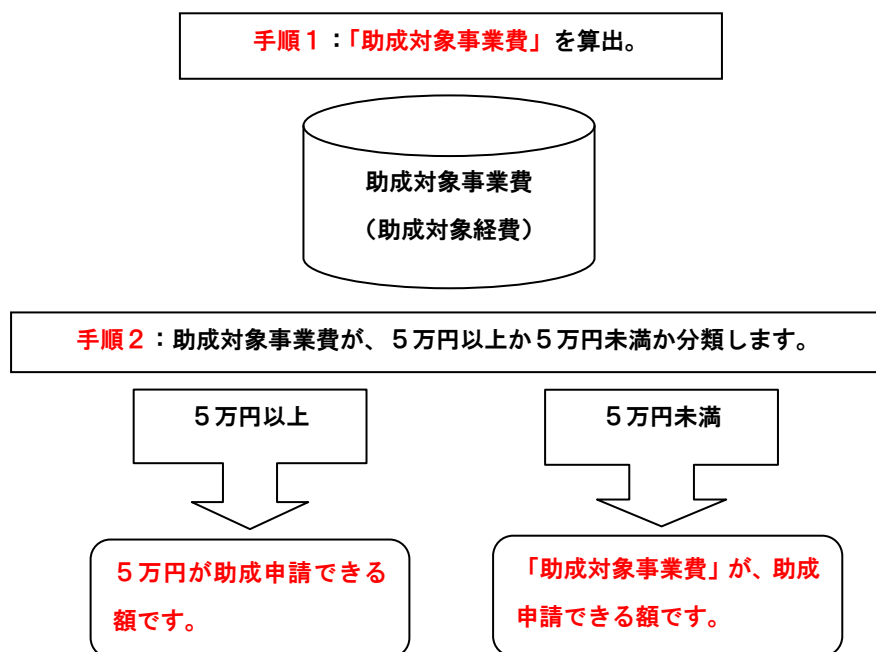 手順１：「助成対象事業費」を算出。
助成対象事業費
（助成対象経費）
手順２：助成対象事業費が、５万円以上か５万円未満か分類します。
５万円以上
５万円未満
５万円が助成申請できる
額です。
「助成対象事業費」が、助成
申請できる額です。